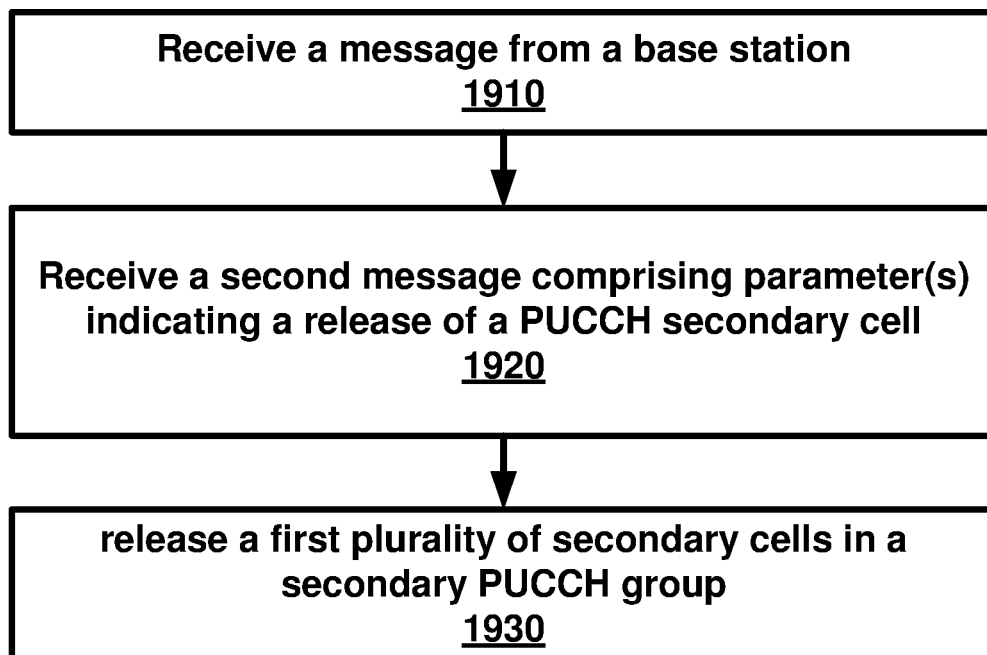 Receive a message from a base station
1910
Receive a second message comprising parameter(s)
indicating a release of a PUCCH secondary cell
1920
release a first plurality of secondary cells in a
secondary PUCCH group
1930